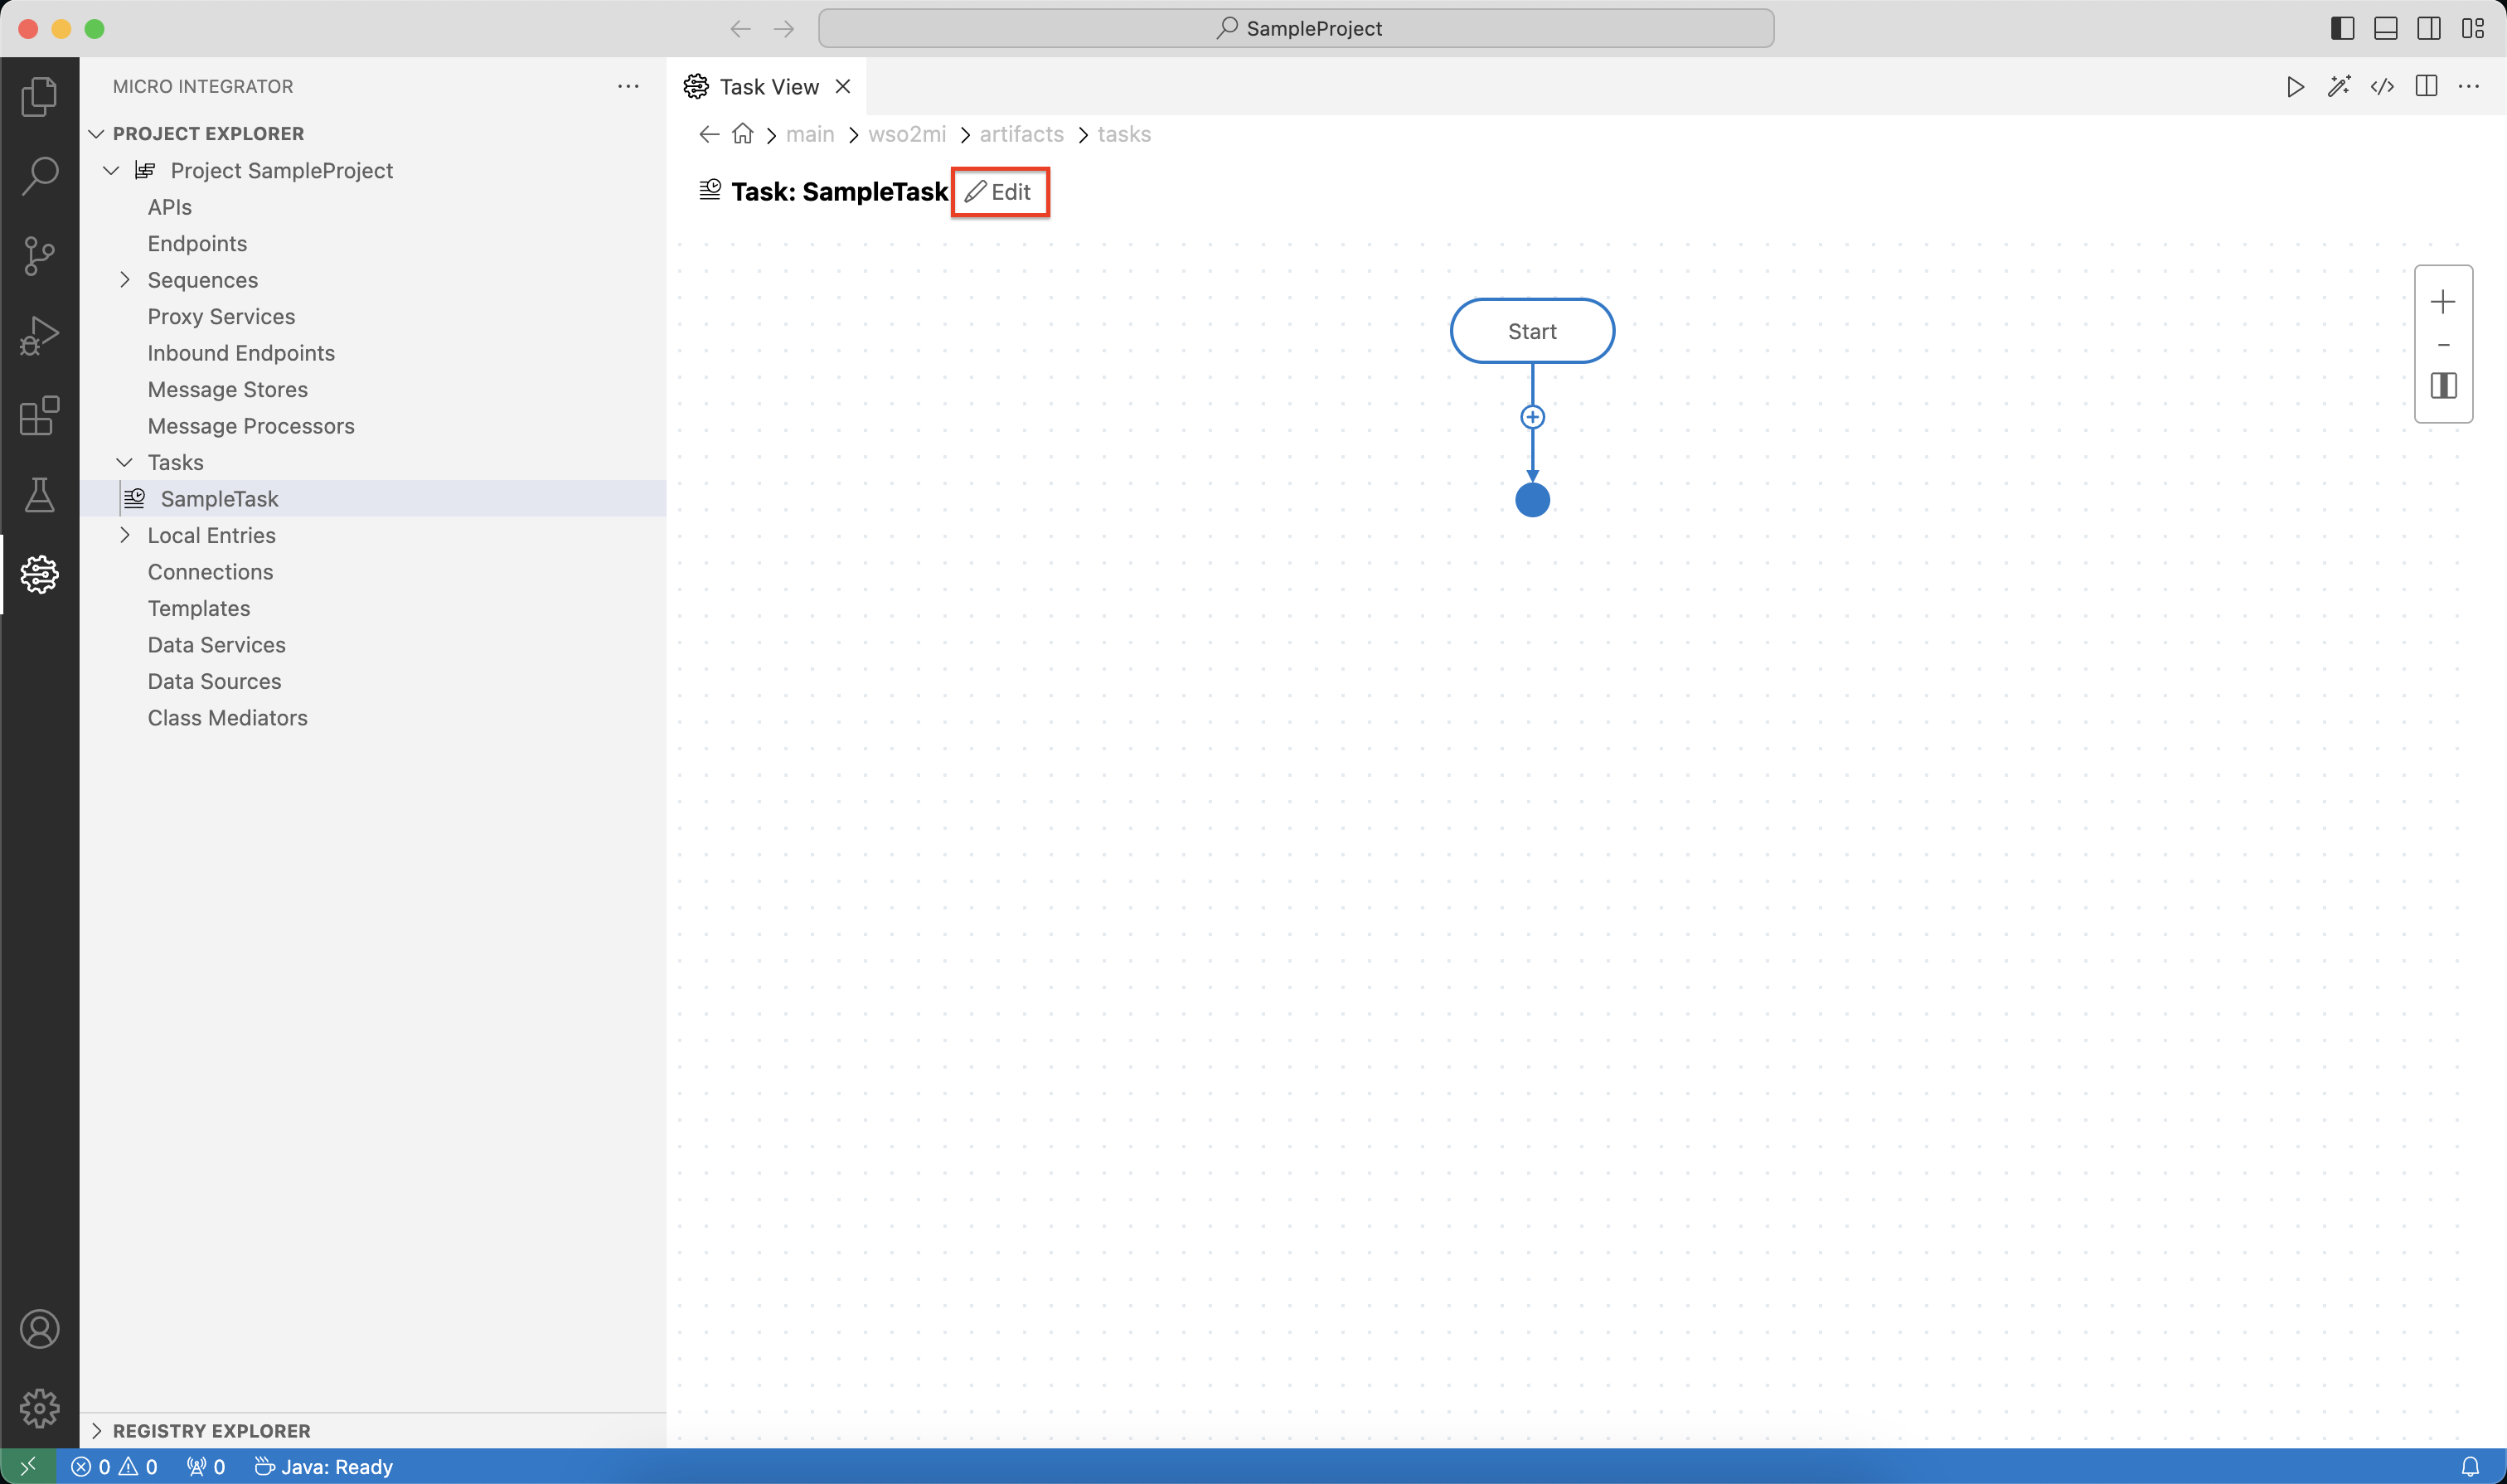 SampleProject
MICRO INTEGRATOR
Task View
PROJECT EXPLORER
main wso2mi artifacts tasks
Project SampleProject
Task: SampleTask Edit
APIs
Endpoints
Sequences
Proxy Services
Inbound Endpoints
Message Stores
Message Processors
Tasks
SampleTask
Local Entries
Connections
Templates
Data Services
Data Sources
Class Mediators
Start
REGISTRY EXPLORER
0 0 0 Java: Ready